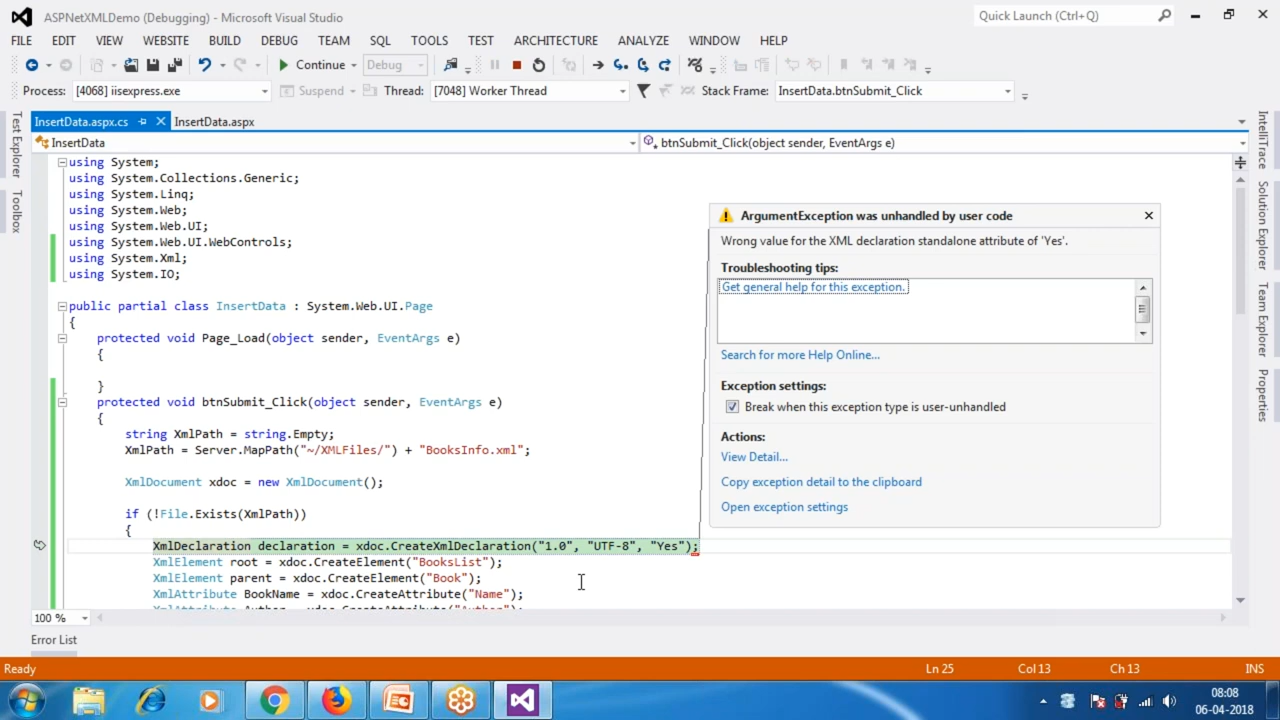 ASPNetXMLDemo (Debugging) - Microsoft Visual Studio
Quick Launch (Ctrl+Q)
FILE EDIT VIEW WEBSITE BUILD DEBUG TEAM SQL TOOLS TEST ARCHITECTURE ANALYZE WINDOW HELP
Continue Debug
Process: [4068] iisexpress.exe Suspend Thread: [7048] Worker Thread Stack Frame: InsertData.btnSubmit_Click
InsertData.aspx.cs InsertData.aspx
InsertData btnSubmit_Click(object sender, EventArgs e)
Test Explorer
Toolbox
using System;
using System.Collections.Generic;
using System.Linq;
using System.Web;
using System.Web.UI;
using System.Web.UI.WebControls;
using System.Xml;
using System.IO;
public partial class InsertData : System.Web.UI.Page
{
protected void Page_Load(object sender, EventArgs e)
{
}
protected void btnSubmit_Click(object sender, EventArgs e)
{
string XmlPath = string.Empty;
XmlPath = Server.MapPath("~/XMLFiles/") + "BooksInfo.xml";
XmlDocument xdoc = new XmlDocument();
if (!File.Exists(XmlPath))
{
XmlDeclaration declaration = xdoc.CreateXmlDeclaration("1.0", "UTF-8", "Yes");
XmlElement root = xdoc.CreateElement("BooksList");
XmlElement parent = xdoc.CreateElement("Book");
XmlAttribute BookName = xdoc.CreateAttribute("Name");
XmlAttribute Author = xdoc.CreateAttribute("Author");
ArgumentException was unhandled by user code
Wrong value for the XML declaration standalone attribute of 'Yes'.
Troubleshooting tips:
Get general help for this exception.
Search for more Help Online...
Exception settings:
Break when this exception type is user-unhandled
Actions:
View Detail...
Copy exception detail to the clipboard
Open exception settings
IntelliTrace
Solution Explorer
Team Explorer
Properties
100 %
Error List
Ready Ln 25 Col 13 Ch 13 INS
08:08
06-04-2018